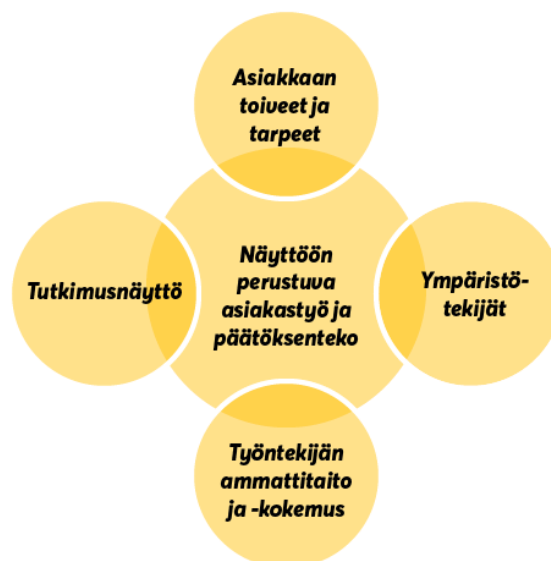 Asiakkaan
toiveet ja
tarpeet
Tutkimusnäyttö
Näyttöön
perustuva
asiakastyö ja
päätöksenteko
Ympäristö-
tekijät
Työntekijän
ammattitaito
ja -kokemus